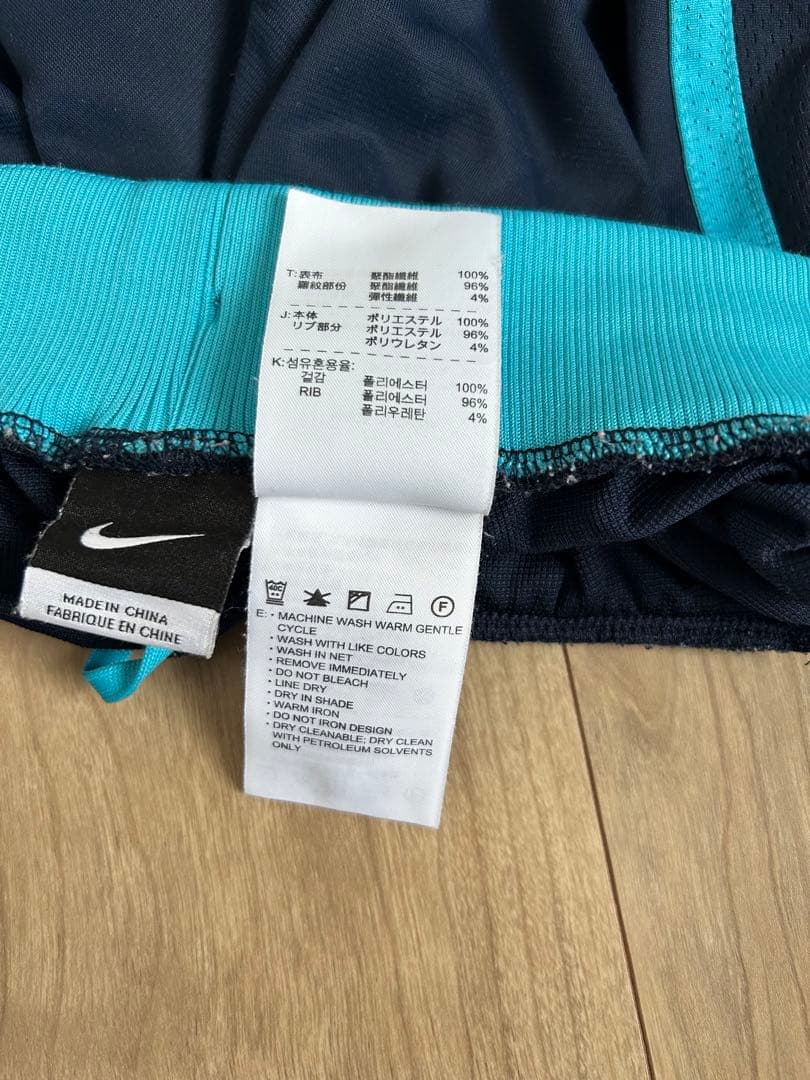 T: 表布 聚酯纖維 100%
羅紋部份 聚酯纖維 96%
彈性纖維 4%
J: 本体 ポリエステル 100%
リブ部分 ポリエステル 96%
ポリウレタン 4%
K: 섬유혼용율:
겉감 폴리에스터 100%
RIB 폴리에스터 96%
폴리우레탄 4%
MADE IN CHINA
FABRIQUE EN CHINE
40C
F
E: • MACHINE WASH WARM GENTLE
CYCLE
• WASH WITH LIKE COLORS
• WASH IN NET
• REMOVE IMMEDIATELY
• DO NOT BLEACH
• LINE DRY
• DRY IN SHADE
• WARM IRON
• DO NOT IRON DESIGN
• DRY CLEANABLE; DRY CLEAN
WITH PETROLEUM SOLVENTS
ONLY